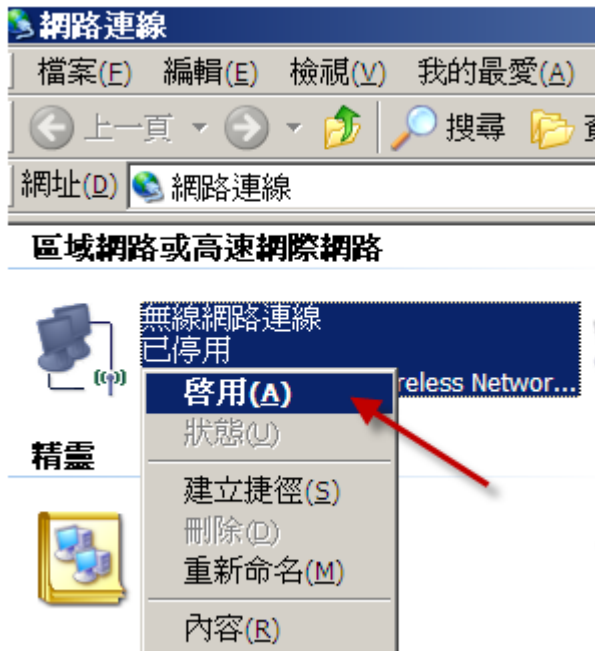 網路連線
檔案(F) 編輯(E) 檢視(V) 我的最愛(A)
上一頁 搜尋
網址(D) 網路連線
區域網路或高速網際網路
無線網路連線
已停用
reless Networ...
啓用(A)
狀態(U)
建立捷徑(S)
刪除(D)
重新命名(M)
內容(R)
精靈